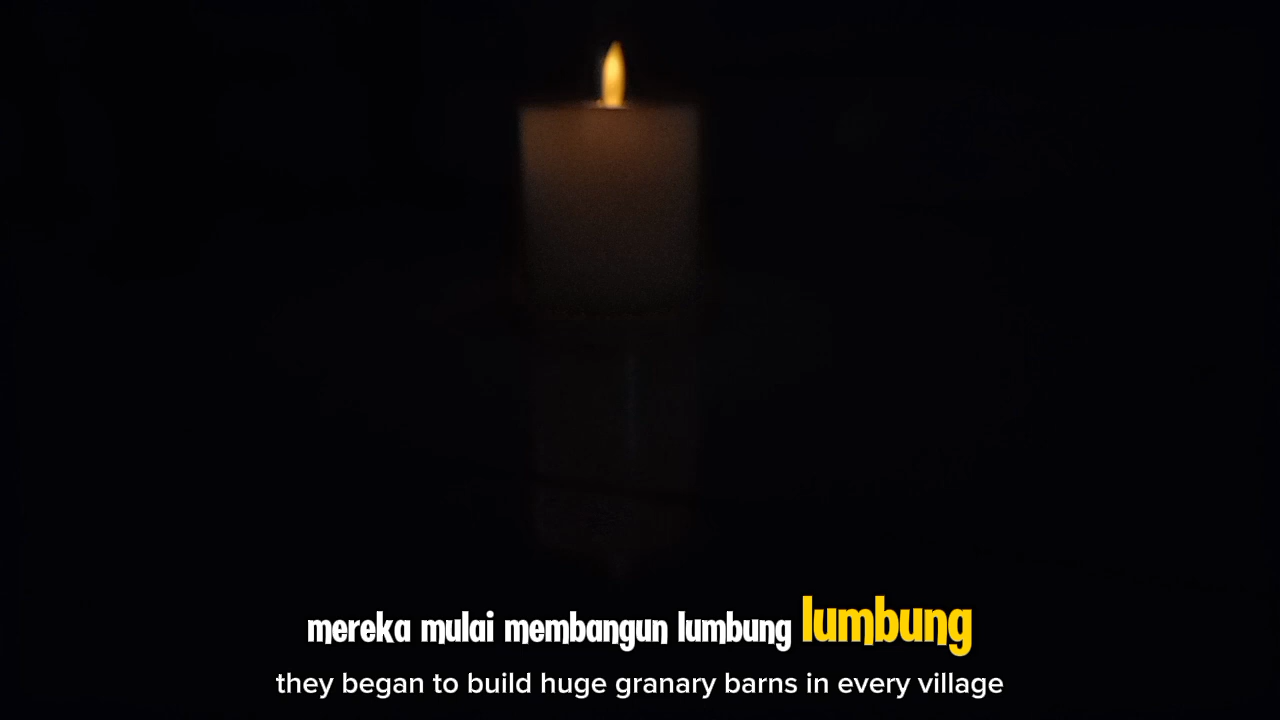 mereka mulai membangun lumbung lumbung
they began to build huge granary barns in every village